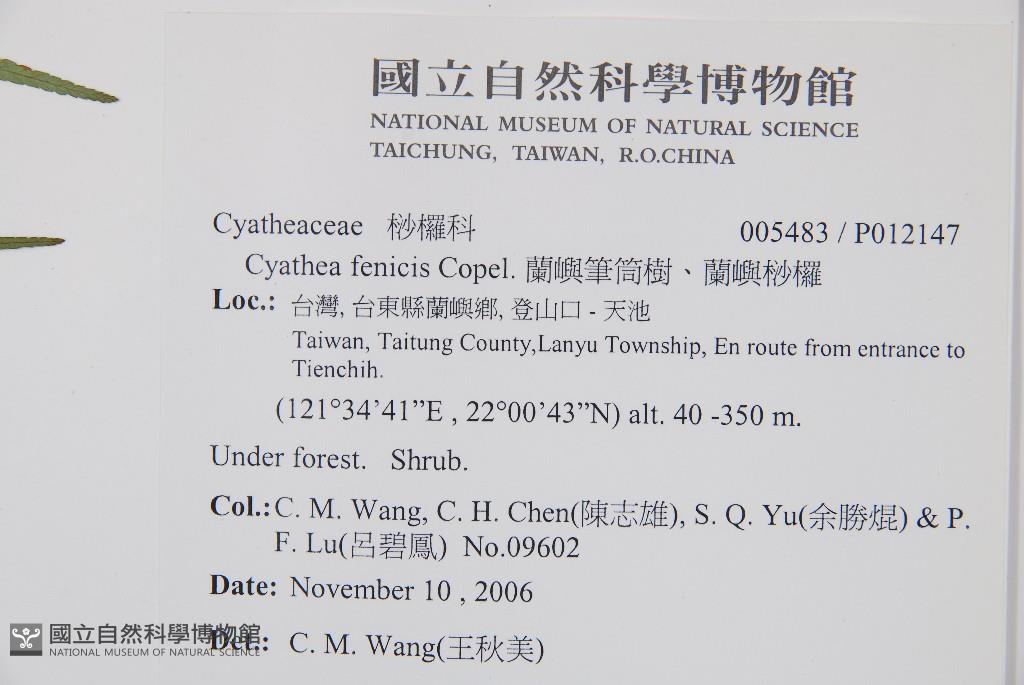 國立自然科學博物館
NATIONAL MUSEUM OF NATURAL SCIENCE
TAICHUNG, TAIWAN, R.O.CHINA
Cyatheaceae 桫欏科 005483 / P012147
Cyathea fenicis Copel. 蘭嶼筆筒樹、蘭嶼桫欏
Loc.: 台灣, 台東縣蘭嶼鄉, 登山口 - 天池
Taiwan, Taitung County,Lanyu Township, En route from entrance to
Tienchih.
(121°34’41”E , 22°00’43”N) alt. 40 -350 m.
Under forest. Shrub.
Col.: C. M. Wang, C. H. Chen(陳志雄), S. Q. Yu(余勝焜) & P.
F. Lu(呂碧鳳) No.09602
Date: November 10 , 2006
Det.: C. M. Wang(王秋美)
國立自然科學博物館
NATIONAL MUSEUM OF NATURAL SCIENCE